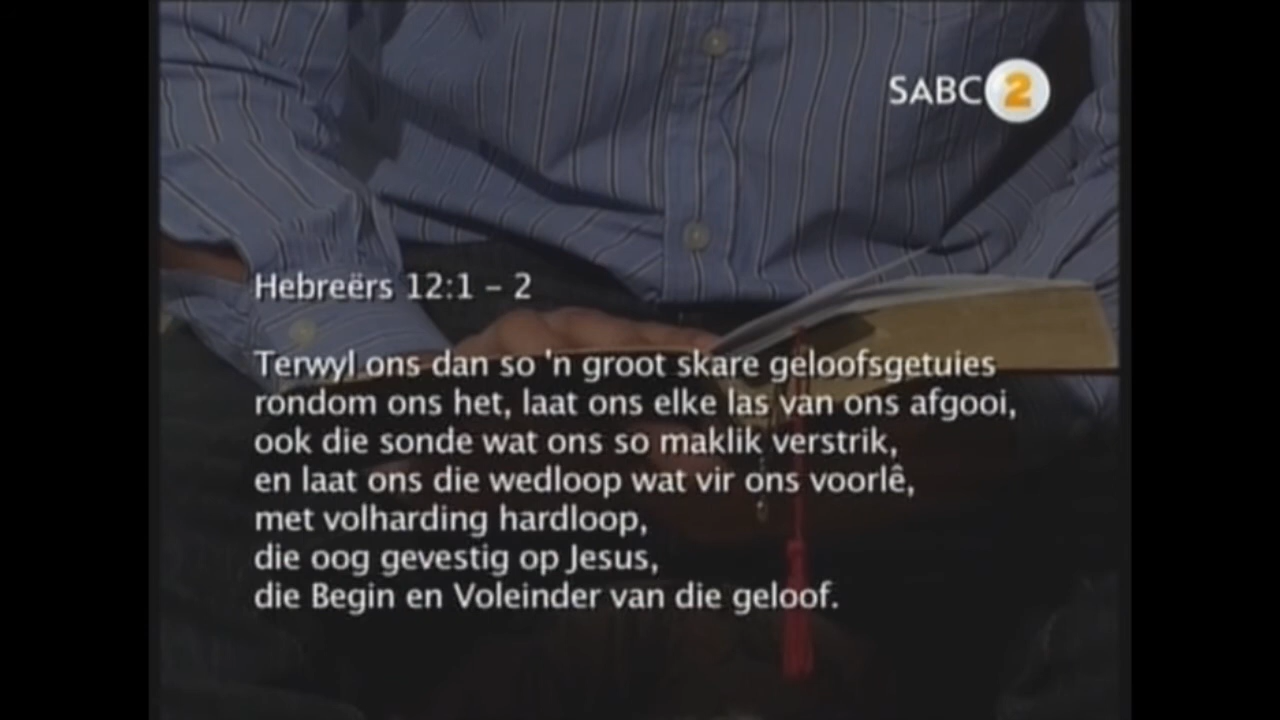 SABC 2
Hebreërs 12:1 – 2
Terwyl ons dan so 'n groot skare geloofsgetuies
rondom ons het, laat ons elke las van ons afgooi,
ook die sonde wat ons so maklik verstrik,
en laat ons die wedloop wat vir ons voorlê,
met volharding hardloop,
die oog gevestig op Jesus,
die Begin en Voleinder van die geloof.